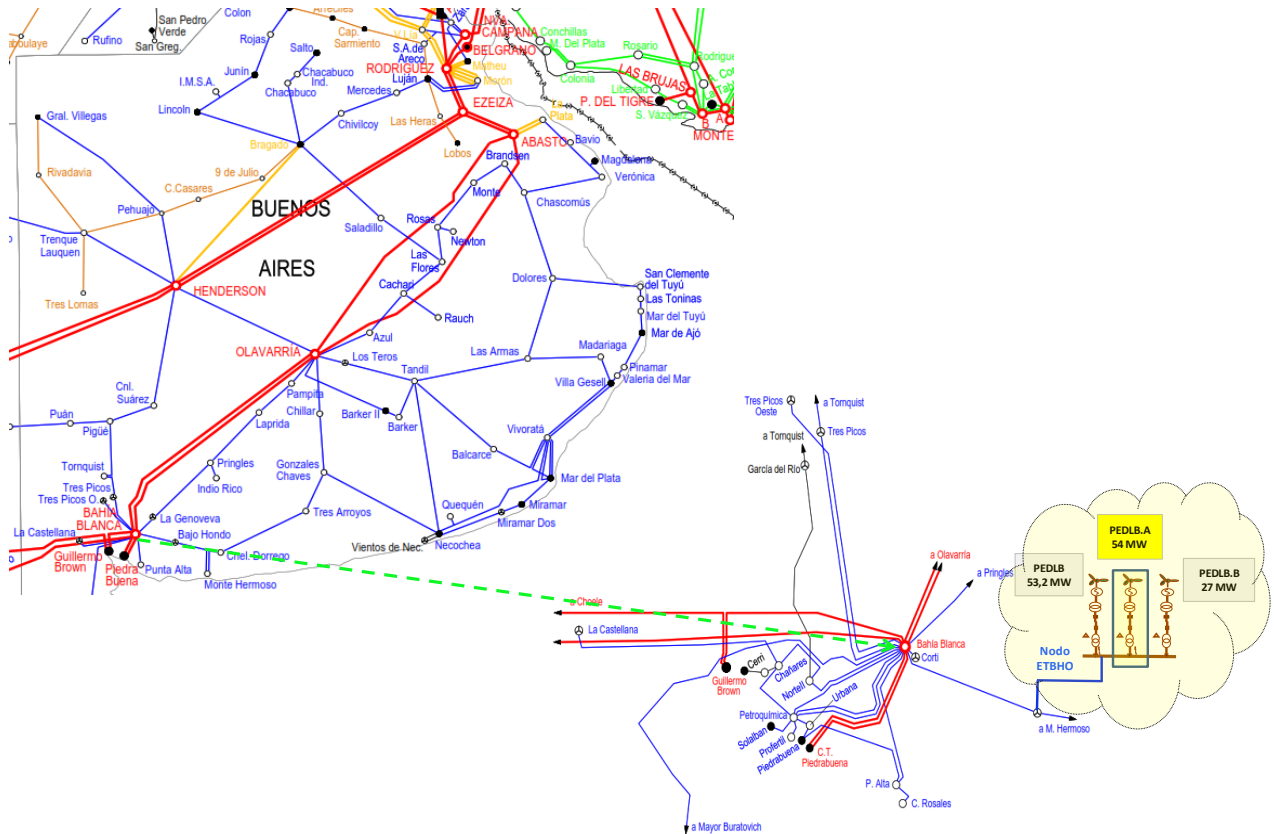 San Pedro
Verde
San Greg.
Rufino
Colon
Rojas
Salto
Arrecifes
Cap.
Sarmiento
V.Lia
S.A.de
Areco
NVA.
CAMPANA
BELGRANO
Matheu
Morón
RODRIGUEZ
Luján
I.M.S.A.
Junín
Chacabuco
Ind.
Chacabuco
Mercedes
Lincoln
Chivilcoy
Las Heras
Lobos
EZEIZA
La
Plata
ABASTO
Bavio
Magdalena
Verónica
Brandsen
Conchillas
M. Del Plata
Colonía
Rosario
Rodrigue
LAS BRUJAS
Libertad
P. DEL TIGRE
S. Vázquez
B
A
MONTE
Gral. Villegas
Bragado
9 de Julio
Rivadavia
C.Casares
Pehuajo
BUENOS
AIRES
Saladillo
Monte
Rosas
Newton
Las
Flores
Chascomús
Trenque
Lauquen
Tres Lomas
HENDERSON
Cachari
Rauch
Azul
Dolores
San Clemente
del Tuyú
Las Toninas
Mar del Tuyú
Mar de Ajó
OLAVARRIA
Los Teros
Tandil
Las Armas
Madariaga
Pinamar
Valeria del Mar
Villa Gesell
Cnl.
Suárez
Puán
Pigüé
Pampita
Chillar
Laprida
Barker II
Barker
Vivoratá
Balcarce
Mar del Plata
Tornquist
Tres Picos
Tres Picos O.
Pringles
Indio Rico
Gonzales
Chaves
Quequén
Miramar
Miramar Dos
BAHIA
BLANCA
La Genoveva
Tres Arroyos
La Castellana
Bajo Hondo
Vientos de Nec.
Necochea
Guillermo
Brown
Piedra
Buena
Punta Alta
Cnel. Dorrego
Monte Hermoso
Tres Picos
Oeste
a Tornquist
Tres Picos
a Tornquist
García del Río
a Olavarría
a Pringles
a Choele
La Castellana
Bahía Blanca
Corti
Cerri
Chañares
Guillermo
Brown
Nortell
Urbana
Petroquímica
Solalban
Profertil
Piedrabuena
C.T.
Piedrabuena
P. Alta
C. Rosales
a Mayor Buratovich
a M. Hermoso
PEDLB.A
54 MW
PEDLB
53,2 MW
PEDLB.B
27 MW
Nodo
ETBHO